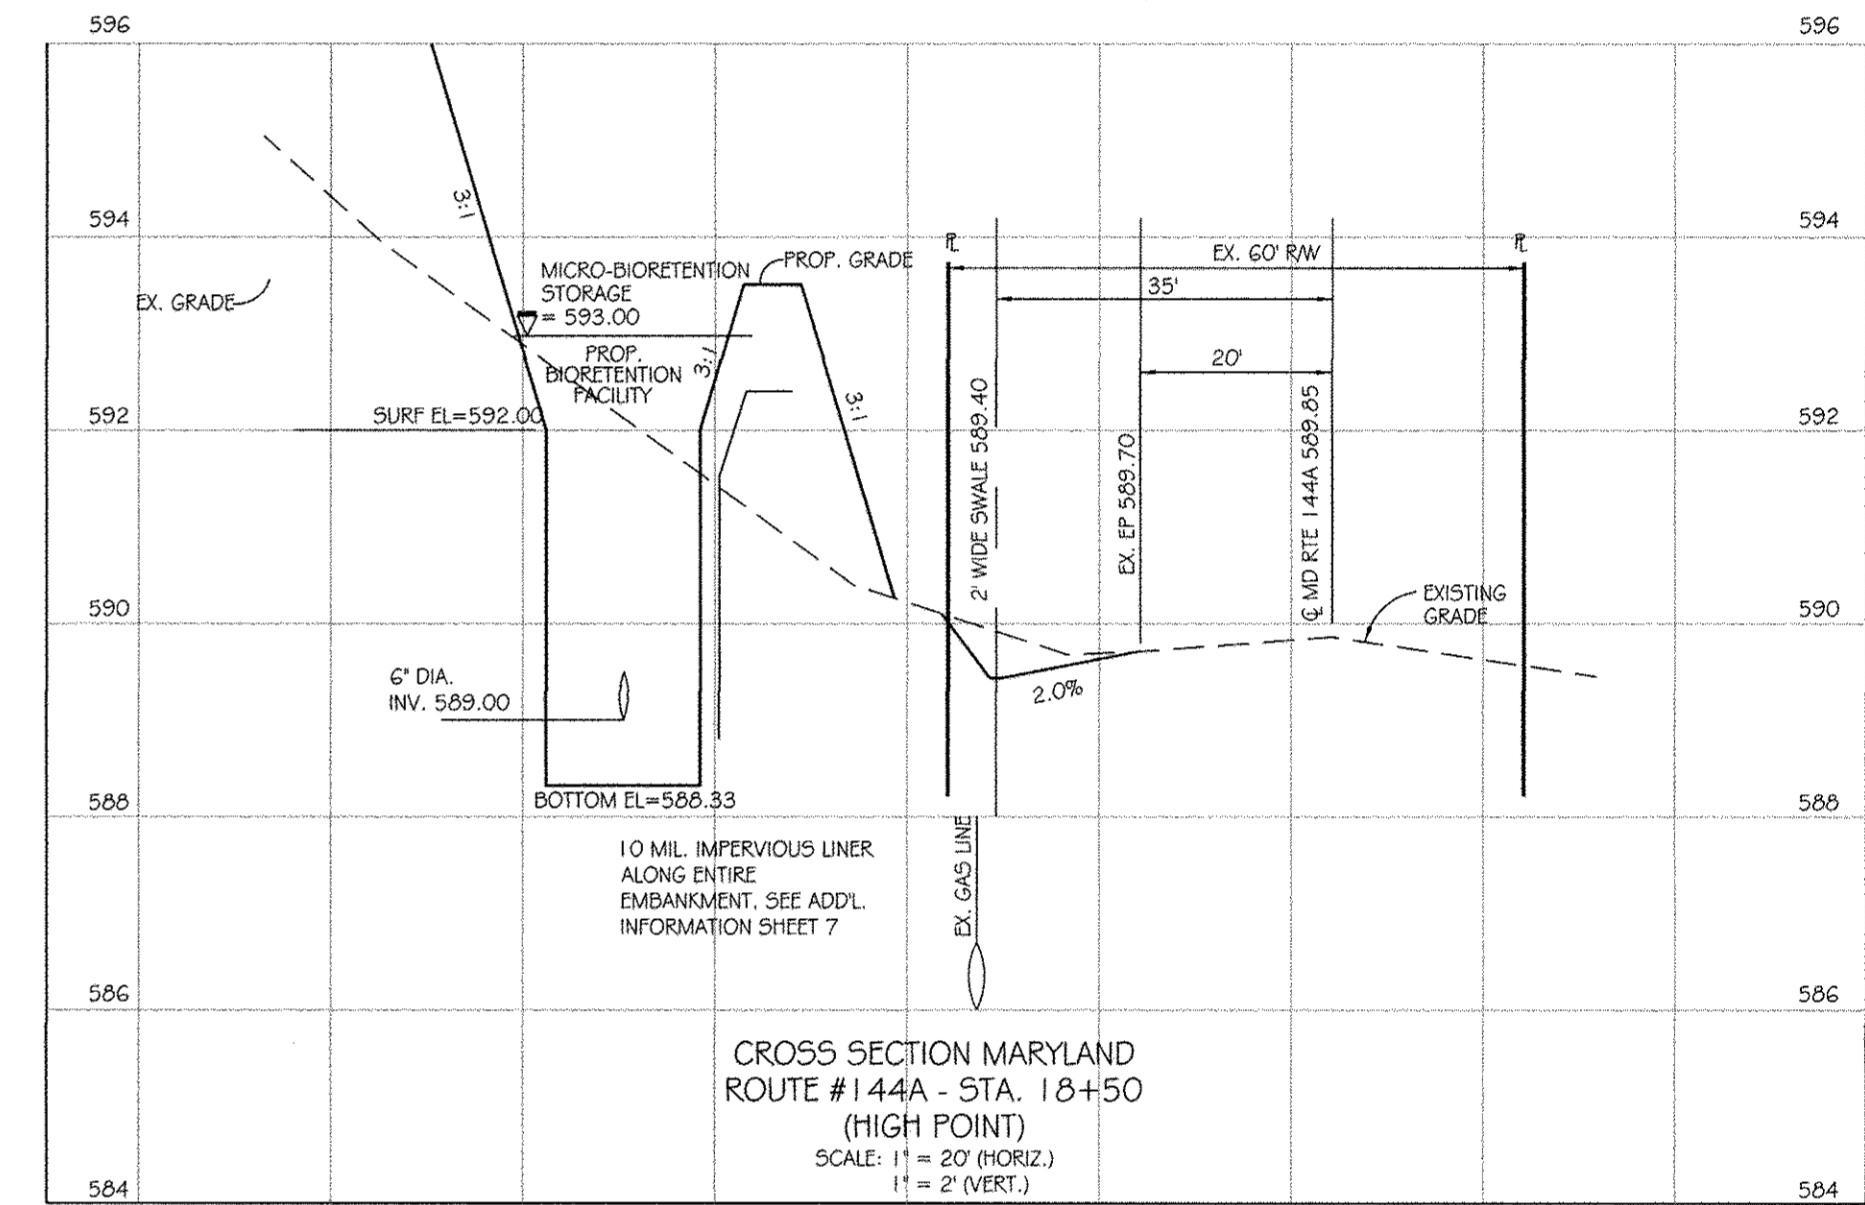 596
596
3:1
594
594
EX. GRADE
MICRO-BIORETENTION
STORAGE
= 593.00
PROP. GRADE
PL
EX. 60' R/W
PL
35'
PROP.
BIORETENTION
FACILITY
3:1
3:1
20'
592
SURF EL=592.00
592
2' WIDE SWALE 589.40
EX. EP 589.70
CL MD RTE 144A 589.85
EXISTING
GRADE
590
590
6" DIA.
INV. 589.00
2.0%
588
BOTTOM EL=588.33
588
10 MIL. IMPERVIOUS LINER
ALONG ENTIRE
EMBANKMENT. SEE ADD'L.
INFORMATION SHEET 7
EX. GAS LINE
586
586
CROSS SECTION MARYLAND
ROUTE #144A - STA. 18+50
(HIGH POINT)
SCALE: 1" = 20' (HORIZ.)
1" = 2' (VERT.)
584
584